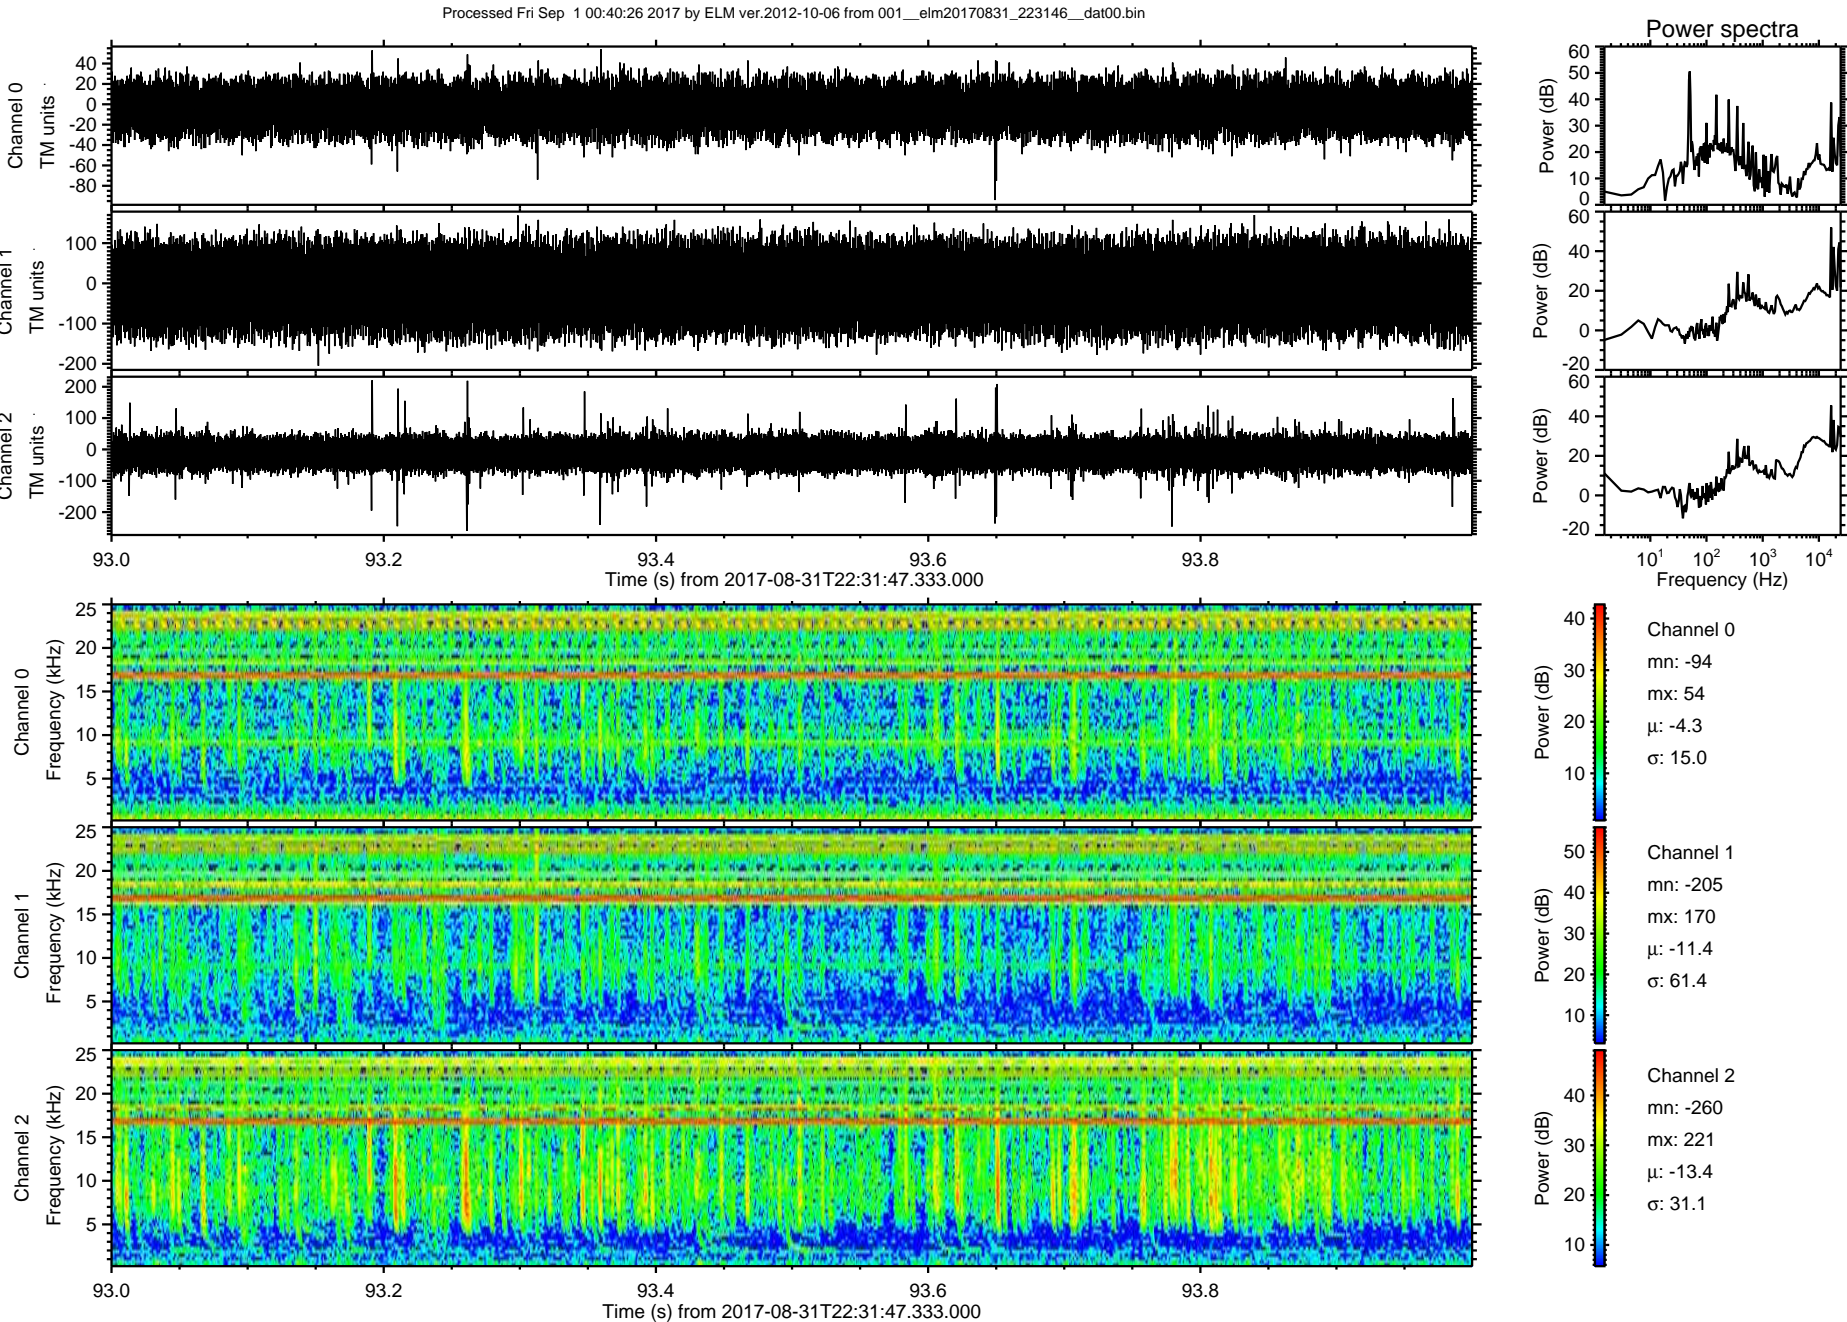 Processed Fri Sep 1 00:40:26 2017 by ELM ver.2012-10-06 from 001__elm20170831_223146__dat00.bin
Power spectra
Channel 0
TM units
40
20
0
-20
-40
-60
-80
Power (dB)
60
50
40
30
20
10
0
Channel 1
TM units
100
0
-100
-200
Power (dB)
60
40
20
0
-20
Channel 2
TM units
200
100
0
-100
-200
Power (dB)
60
40
20
0
-20
93.0 93.2 93.4 93.6 93.8
Time (s) from 2017-08-31T22:31:47.333.000
10^1 10^2 10^3 10^4
Frequency (Hz)
Channel 0
Frequency (kHz)
25
20
15
10
5
Power (dB)
40
30
20
10
Channel 0
mn: -94
mx: 54
μ: -4.3
σ: 15.0
Channel 1
Frequency (kHz)
25
20
15
10
5
Power (dB)
50
40
30
20
10
Channel 1
mn: -205
mx: 170
μ: -11.4
σ: 61.4
Channel 2
Frequency (kHz)
25
20
15
10
5
Power (dB)
40
30
20
10
Channel 2
mn: -260
mx: 221
μ: -13.4
σ: 31.1
93.0 93.2 93.4 93.6 93.8
Time (s) from 2017-08-31T22:31:47.333.000